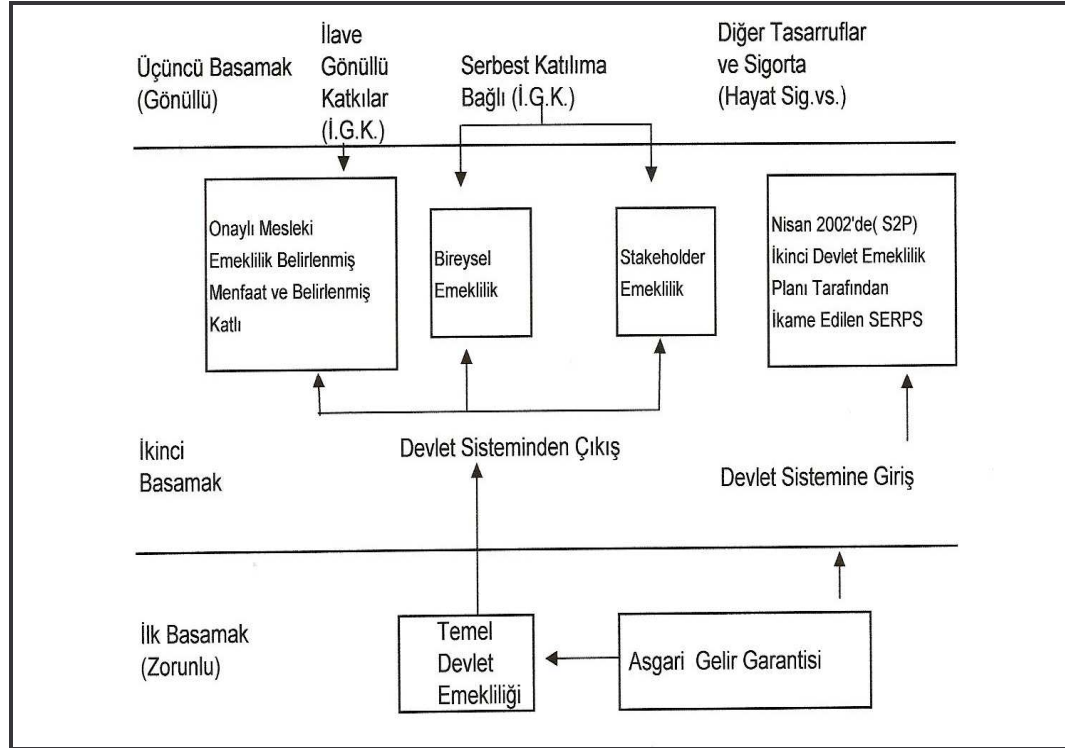 Üçüncü Basamak
(Gönüllü)
İlave
Gönüllü
Katkılar
(İ.G.K.)
Serbest Katılıma
Bağlı (İ.G.K.)
Diğer Tasarruflar
ve Sigorta
(Hayat Sig.vs.)
Onaylı Mesleki
Emeklilik Belirlenmiş
Menfaat ve Belirlenmiş
Katlı
Bireysel
Emeklilik
Stakeholder
Emeklilik
Nisan 2002'de( S2P)
İkinci Devlet Emeklilik
Planı Tarafından
İkame Edilen SERPS
İkinci
Basamak
Devlet Sisteminden Çıkış
Devlet Sistemine Giriş
İlk Basamak
(Zorunlu)
Temel
Devlet
Emekliliği
Asgari Gelir Garantisi